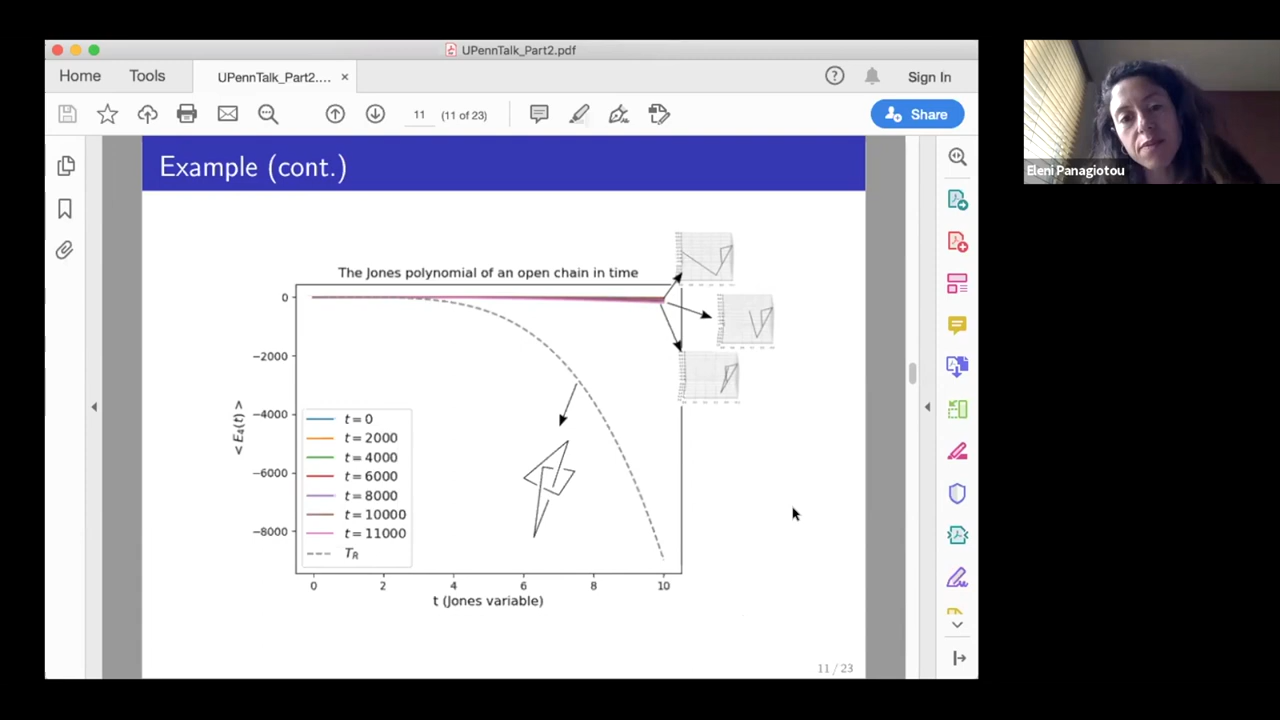 UPennTalk_Part2.pdf
Home Tools UPennTalk_Part2.... × Sign In
11 (11 of 23) Share
Eleni Panagiotou
Example (cont.)
The Jones polynomial of an open chain in time
0
−2000
−4000
−6000
−8000
< E4(t) >
t = 0
t = 2000
t = 4000
t = 6000
t = 8000
t = 10000
t = 11000
TR
0 2 4 6 8 10
t (Jones variable)
11 / 23